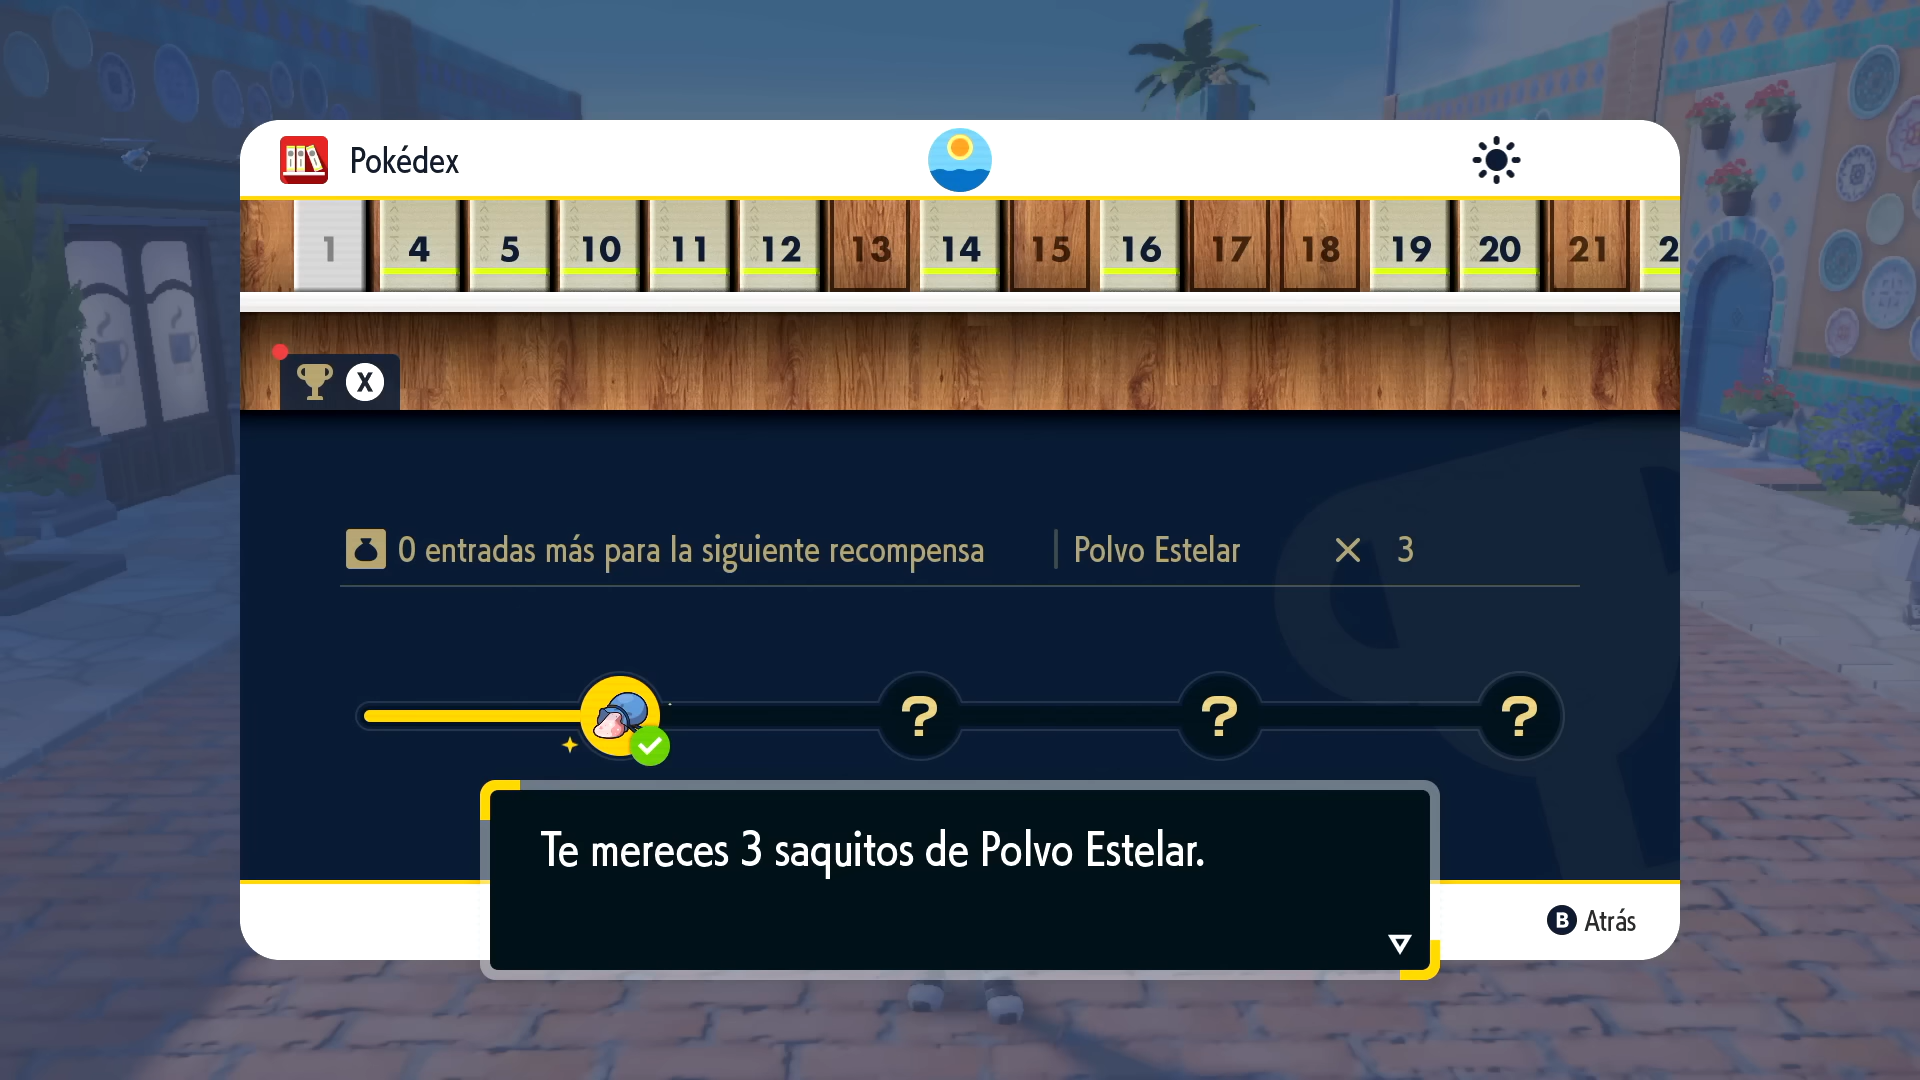 Pokédex
1 4 5 10 11 12 13 14 15 16 17 18 19 20 21 2
X
0 entradas más para la siguiente recompensa Polvo Estelar × 3
? ? ?
Te mereces 3 saquitos de Polvo Estelar.
B Atrás